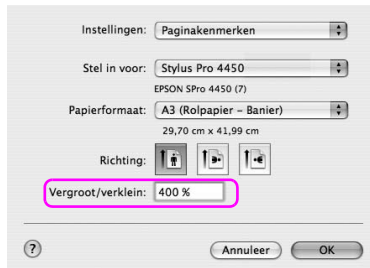 Instellingen: Paginakenmerken
Stel in voor: Stylus Pro 4450
EPSON SPro 4450 (7)
Papierformaat: A3 (Rolpapier – Banier)
29,70 cm x 41,99 cm
Richting:
Vergroot/verklein: 400 %
? Annuleer OK